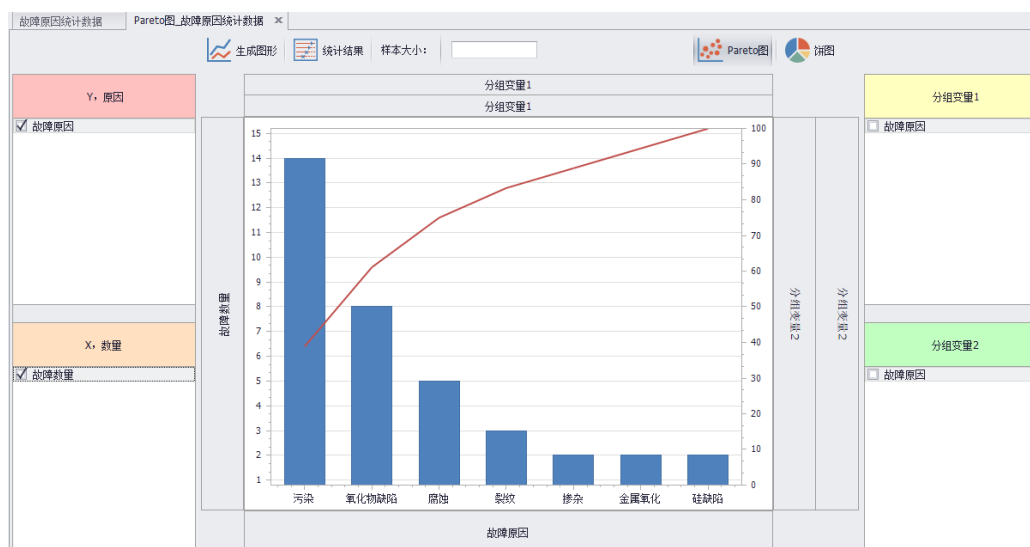 故障原因统计数据
Pareto图_故障原因统计数据 ×
生成图形 统计结果 样本大小： Pareto图 饼图
Y，原因
故障原因
X，数量
故障数量
分组变量1
分组变量1
故障数量
15
14
13
12
11
10
9
8
7
6
5
4
3
2
1
100
90
80
70
60
50
40
30
20
10
0
污染 氧化物缺陷 腐蚀 裂纹 掺杂 金属氧化 硅缺陷
故障原因
分组变量2
分组变量2
分组变量1
故障原因
分组变量2
故障原因